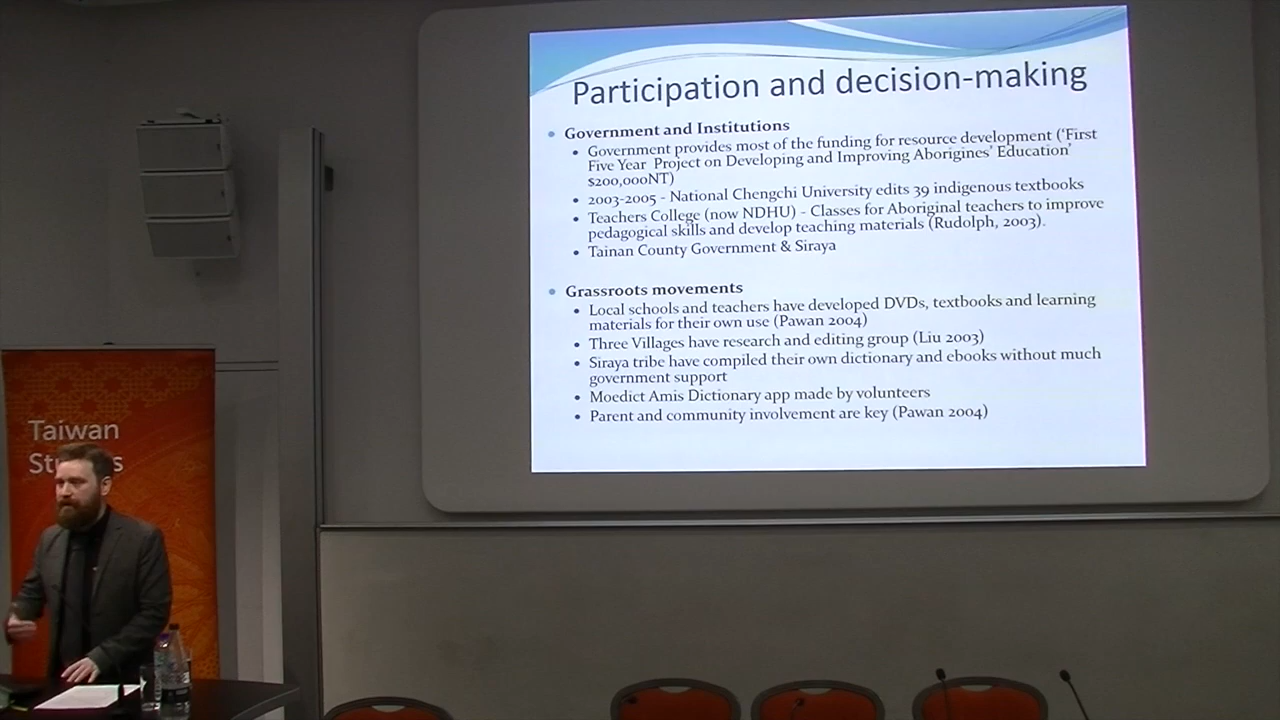 Participation and decision-making
• Government and Institutions
• Government provides most of the funding for resource development (‘First
Five Year Project on Developing and Improving Aborigines’ Education’
$200,000NT)
• 2003-2005 - National Chengchi University edits 39 indigenous textbooks
• Teachers College (now NDHU) - Classes for Aboriginal teachers to improve
pedagogical skills and develop teaching materials (Rudolph, 2003).
• Tainan County Government & Siraya
• Grassroots movements
• Local schools and teachers have developed DVDs, textbooks and learning
materials for their own use (Pawan 2004)
• Three Villages have research and editing group (Liu 2003)
• Siraya tribe have compiled their own dictionary and ebooks without much
government support
• Moedict Amis Dictionary app made by volunteers
• Parent and community involvement are key (Pawan 2004)
Taiwan